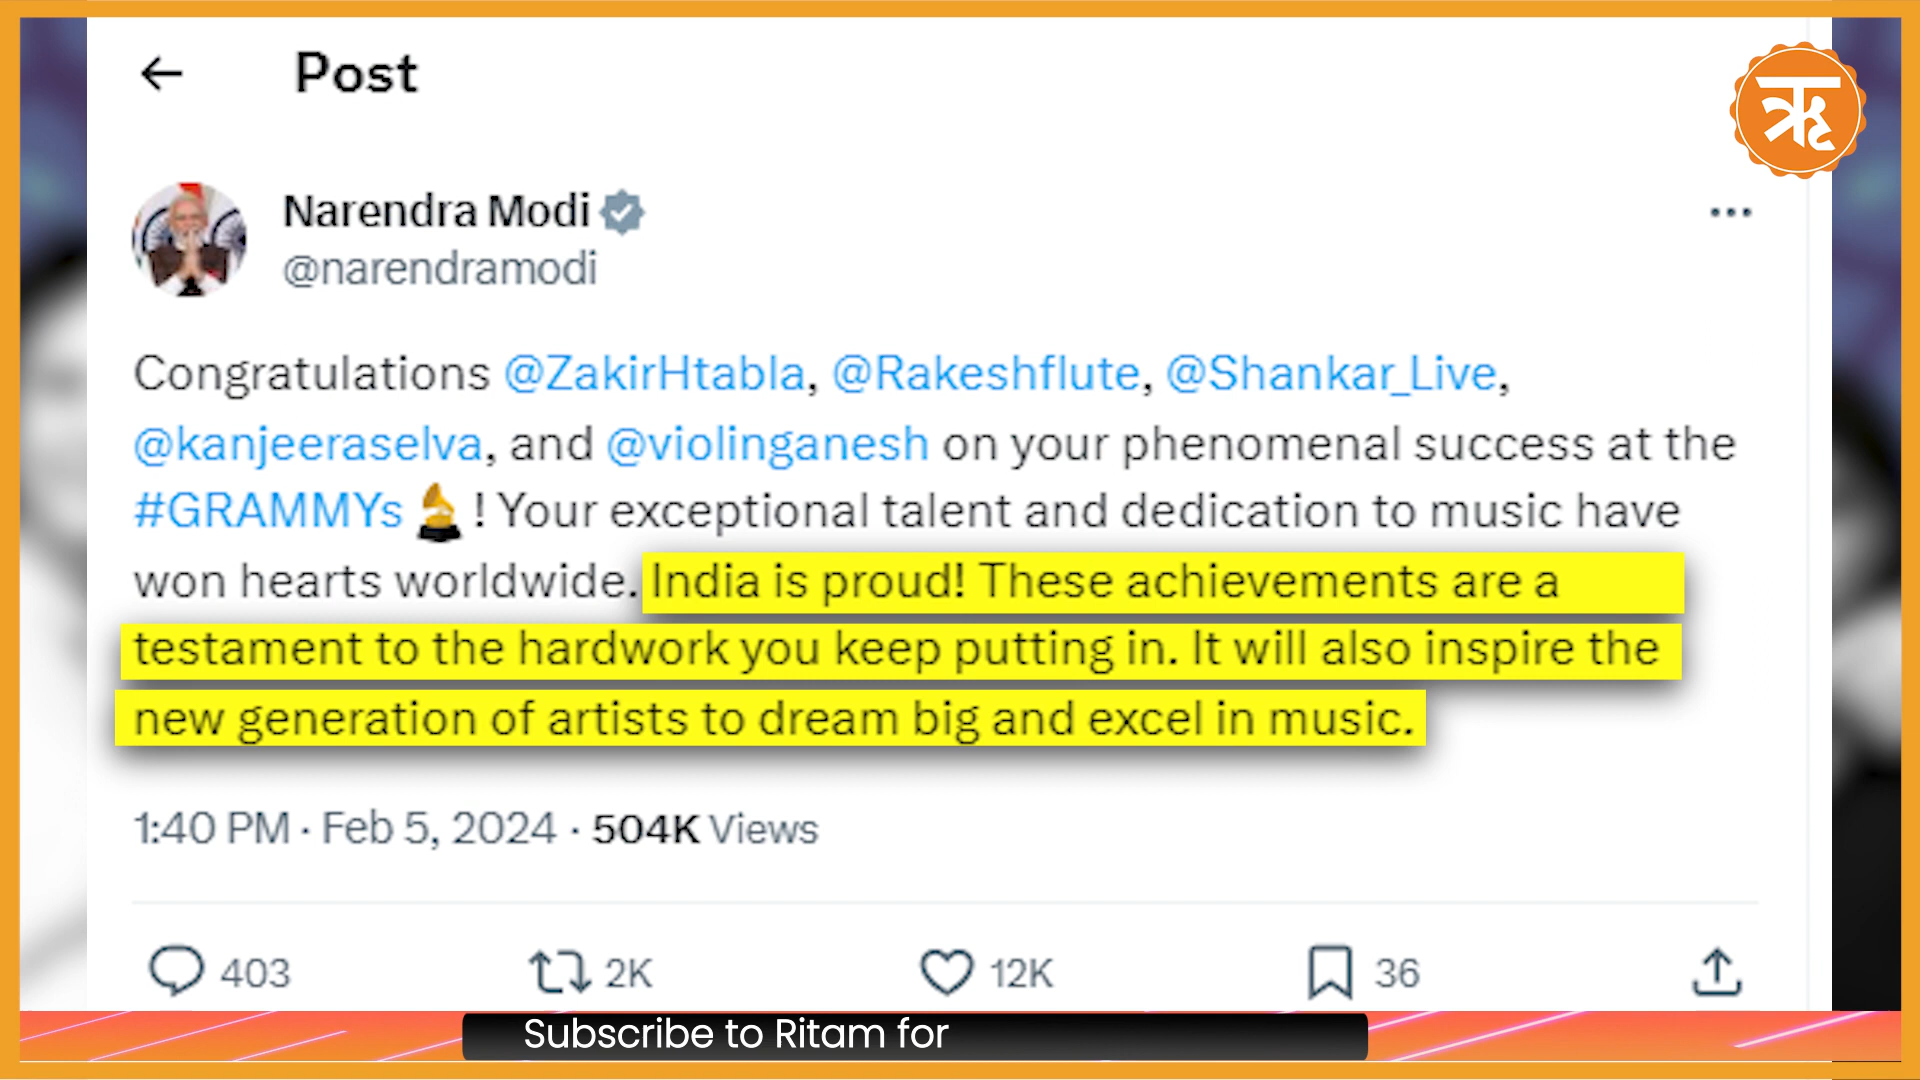 Post
ऋ
Narendra Modi
@narendramodi
Congratulations @ZakirHtabla, @Rakeshflute, @Shankar_Live,
@kanjeeraselva, and @violinganesh on your phenomenal success at the
#GRAMMYs ! Your exceptional talent and dedication to music have
won hearts worldwide. India is proud! These achievements are a
testament to the hardwork you keep putting in. It will also inspire the
new generation of artists to dream big and excel in music.
1:40 PM · Feb 5, 2024 · 504K Views
403 2K 12K 36
Subscribe to Ritam for